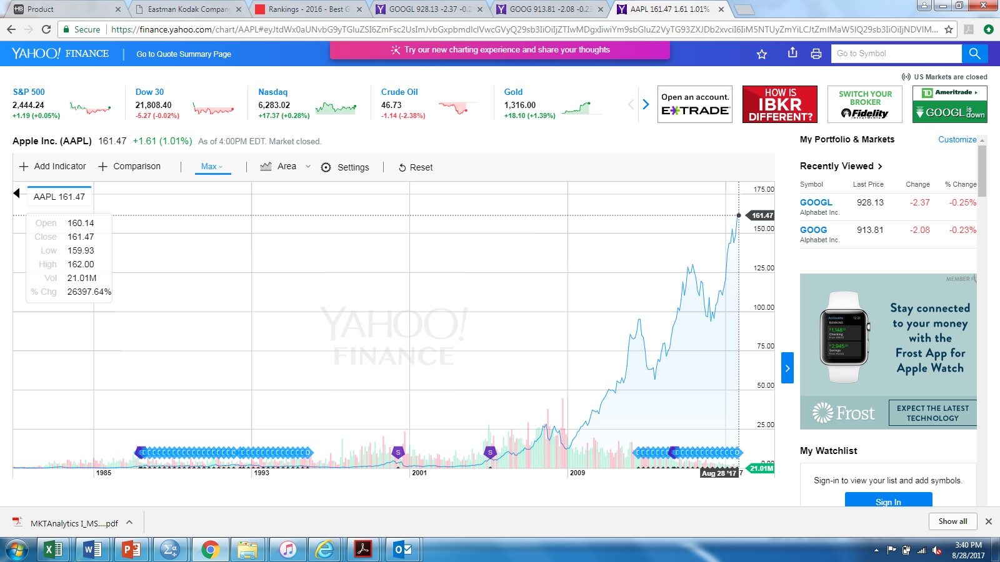 Product
Eastman Kodak Company
Rankings - 2016 - Best G
GOOGL 928.13 -2.37 -0.2
GOOG 913.81 -2.08 -0.23
AAPL 161.47 1.61 1.01%
Secure
YAHOO! FINANCE
Go to Quote Summary Page
Try our new charting experience and share your thoughts
Go to Symbol
US Markets are closed
S&P 500
2,444.24
+1.19 (+0.05%)
Dow 30
21,808.40
-5.27 (-0.02%)
Nasdaq
6,283.02
+17.37 (+0.28%)
Crude Oil
46.73
-1.14 (-2.38%)
Gold
1,316.00
+18.10 (+1.39%)
Open an account.
E*TRADE
HOW IS
IBKR
DIFFERENT?
SWITCH YOUR
BROKER
Fidelity
INVESTMENTS
TD Ameritrade
GOOGL is down
Apple Inc. (AAPL) 161.47 +1.61 (1.01%) As of 4:00PM EDT. Market closed.
Add Indicator
Comparison
Max
Area
Settings
Reset
AAPL 161.47
Open 160.14
Close 161.47
Low 159.93
High 162.00
Vol 21.01M
% Chg 26397.64%
YAHOO!
FINANCE
175.00
161.47
150.00
125.00
100.00
75.00
50.00
25.00
0.00
21.01M
S
S
1985
1993
2001
2009
Aug 28 '17
7
My Portfolio & Markets
Customize
Recently Viewed
Symbol Last Price Change % Change
GOOGL 928.13 -2.37 -0.25%
Alphabet Inc.
GOOG 913.81 -2.08 -0.23%
Alphabet Inc.
MEMBER F
Accounts 12:31
BANKING
Checking
Savings
Stay connected
to your money
with the
Frost App for
Apple Watch
Frost
EXPECT THE LATEST
TECHNOLOGY
My Watchlist
Sign-in to view your list and add symbols.
Sign In
MKTAnalytics I_MS....pdf
Show all
3:40 PM
8/28/2017